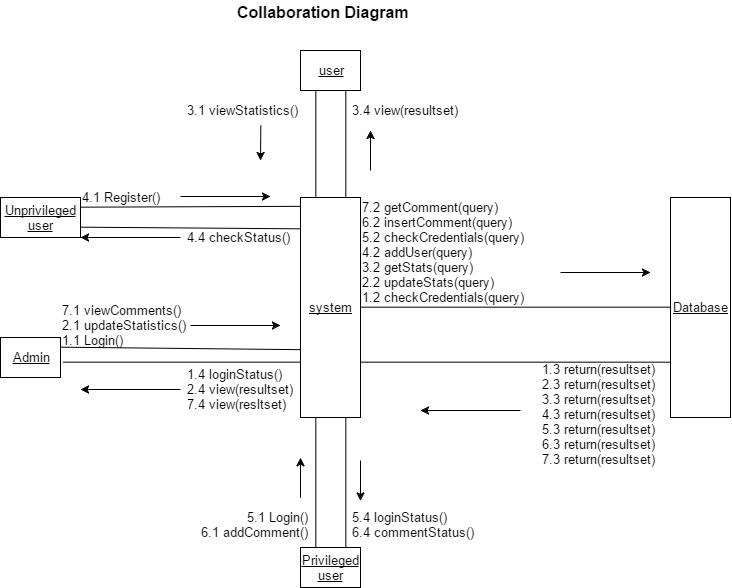 Collaboration Diagram
user
3.1 viewStatistics()
3.4 view(resultset)
4.1 Register()
Unprivileged
user
4.4 checkStatus()
7.2 getComment(query)
6.2 insertComment(query)
5.2 checkCredentials(query)
4.2 addUser(query)
3.2 getStats(query)
2.2 updateStats(query)
1.2 checkCredentials(query)
system
Database
7.1 viewComments()
2.1 updateStatistics()
1.1 Login()
Admin
1.4 loginStatus()
2.4 view(resultset)
7.4 view(resltset)
1.3 return(resultset)
2.3 return(resultset)
3.3 return(resultset)
4.3 return(resultset)
5.3 return(resultset)
6.3 return(resultset)
7.3 return(resultset)
5.1 Login()
6.1 addComment()
5.4 loginStatus()
6.4 commentStatus()
Privileged
user